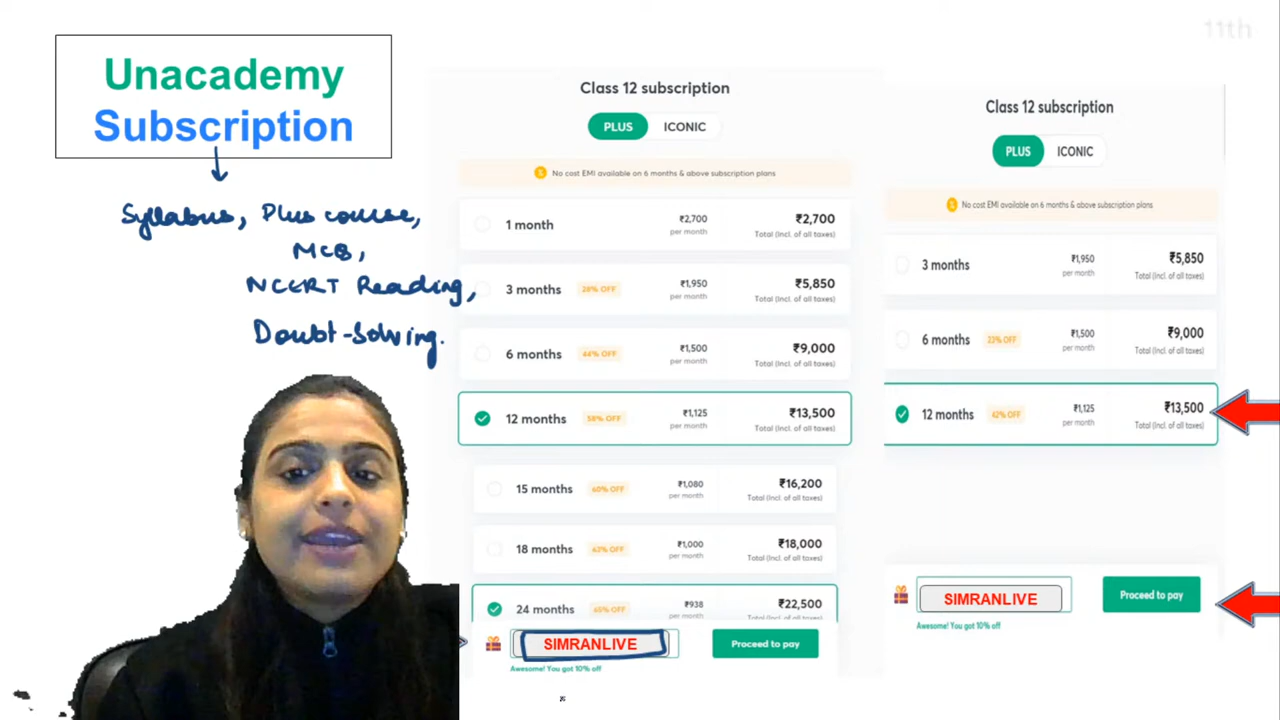 11th
Unacademy
Subscription
Syllabus, Plus course,
MCB,
NCERT Reading,
Doubt-Solving.
Class 12 subscription
PLUS ICONIC
No cost EMI available on 6 months & above subscription plans
1 month ₹2,700 per month ₹2,700 Total (Incl. of all taxes)
3 months 28% OFF ₹1,950 per month ₹5,850 Total (Incl. of all taxes)
6 months 44% OFF ₹1,500 per month ₹9,000 Total (Incl. of all taxes)
12 months 58% OFF ₹1,125 per month ₹13,500 Total (Incl. of all taxes)
15 months 60% OFF ₹1,080 per month ₹16,200 Total (Incl. of all taxes)
18 months 63% OFF ₹1,000 per month ₹18,000 Total (Incl. of all taxes)
24 months 65% OFF ₹938 per month ₹22,500 Total (Incl. of all taxes)
SIMRANLIVE Proceed to pay
Awesome! You got 10% off
Class 12 subscription
PLUS ICONIC
No cost EMI available on 6 months & above subscription plans
3 months ₹1,950 per month ₹5,850 Total (Incl. of all taxes)
6 months 23% OFF ₹1,500 per month ₹9,000 Total (Incl. of all taxes)
12 months 42% OFF ₹1,125 per month ₹13,500 Total (Incl. of all taxes)
SIMRANLIVE Proceed to pay
Awesome! You got 10% off